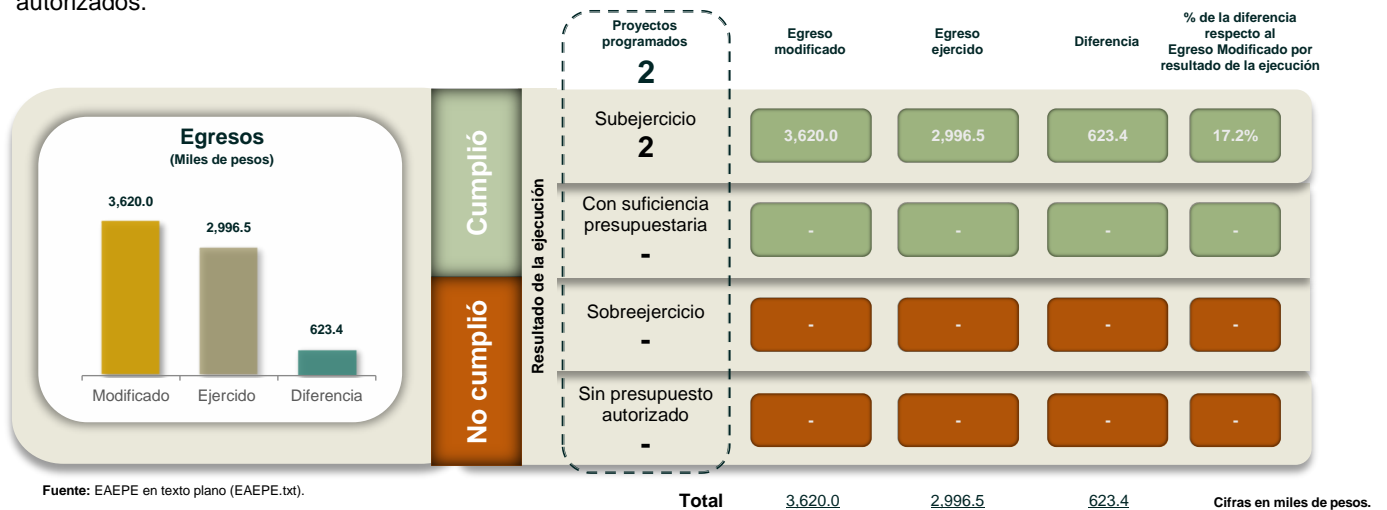 autorizados.
Proyectos
programados
2
Egreso
modificado
Egreso
ejercido
Diferencia
% de la diferencia
respecto al
Egreso Modificado por
resultado de la ejecución
Egresos
(Miles de pesos)
3,620.0
2,996.5
623.4
Modificado
Ejercido
Diferencia
Cumplió
No cumplió
Resultado de la ejecución
Subejercicio
2
3,620.0
2,996.5
623.4
17.2%
Con suficiencia
presupuestaria
-
-
-
-
-
Sobreejercicio
-
-
-
-
-
Sin presupuesto
autorizado
-
-
-
-
-
Fuente: EAEPE en texto plano (EAEPE.txt).
Total
3,620.0
2,996.5
623.4
Cifras en miles de pesos.